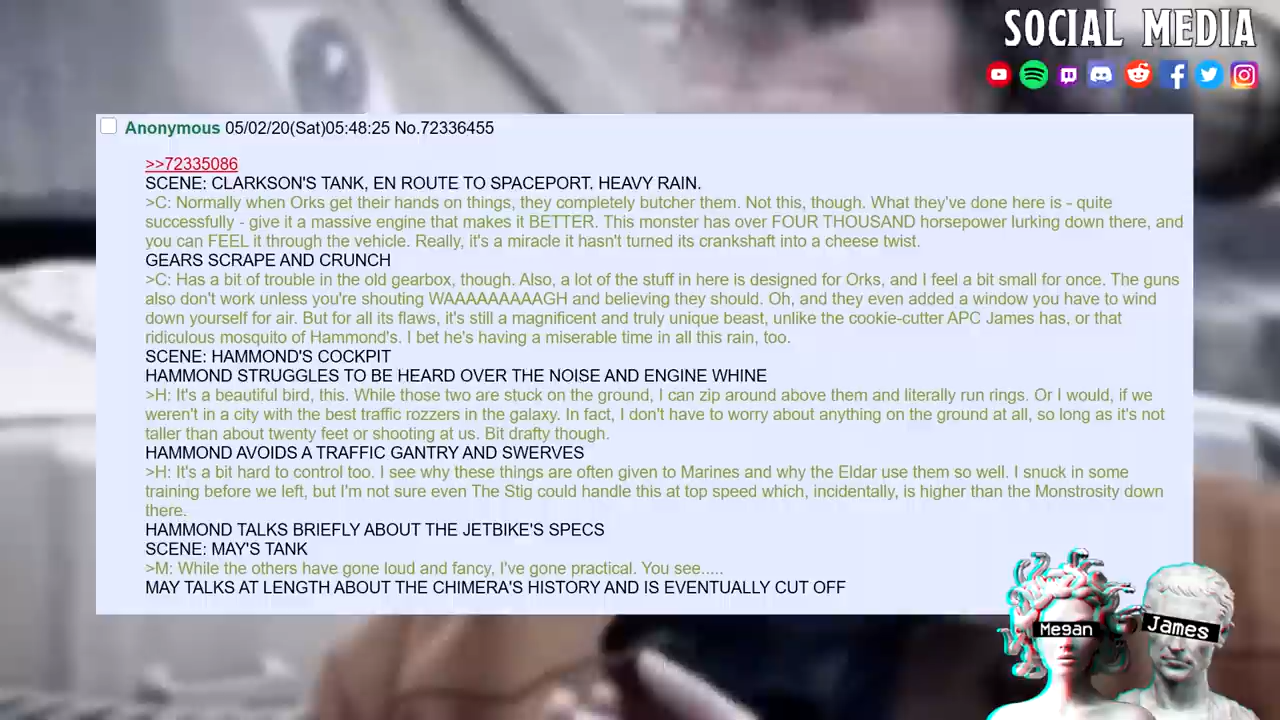 SOCIAL MEDIA
Anonymous 05/02/20(Sat)05:48:25 No.72336455
>>72335086
SCENE: CLARKSON'S TANK, EN ROUTE TO SPACEPORT. HEAVY RAIN.
>C: Normally when Orks get their hands on things, they completely butcher them. Not this, though. What they've done here is - quite
successfully - give it a massive engine that makes it BETTER. This monster has over FOUR THOUSAND horsepower lurking down there, and
you can FEEL it through the vehicle. Really, it's a miracle it hasn't turned its crankshaft into a cheese twist.
GEARS SCRAPE AND CRUNCH
>C: Has a bit of trouble in the old gearbox, though. Also, a lot of the stuff in here is designed for Orks, and I feel a bit small for once. The guns
also don't work unless you're shouting WAAAAAAAAAGH and believing they should. Oh, and they even added a window you have to wind
down yourself for air. But for all its flaws, it's still a magnificent and truly unique beast, unlike the cookie-cutter APC James has, or that
ridiculous mosquito of Hammond's. I bet he's having a miserable time in all this rain, too.
SCENE: HAMMOND'S COCKPIT
HAMMOND STRUGGLES TO BE HEARD OVER THE NOISE AND ENGINE WHINE
>H: It's a beautiful bird, this. While those two are stuck on the ground, I can zip around above them and literally run rings. Or I would, if we
weren't in a city with the best traffic rozzers in the galaxy. In fact, I don't have to worry about anything on the ground at all, so long as it's not
taller than about twenty feet or shooting at us. Bit drafty though.
HAMMOND AVOIDS A TRAFFIC GANTRY AND SWERVES
>H: It's a bit hard to control too. I see why these things are often given to Marines and why the Eldar use them so well. I snuck in some
training before we left, but I'm not sure even The Stig could handle this at top speed which, incidentally, is higher than the Monstrosity down
there.
HAMMOND TALKS BRIEFLY ABOUT THE JETBIKE'S SPECS
SCENE: MAY'S TANK
>M: While the others have gone loud and fancy, I've gone practical. You see.....
MAY TALKS AT LENGTH ABOUT THE CHIMERA'S HISTORY AND IS EVENTUALLY CUT OFF
Megan
James